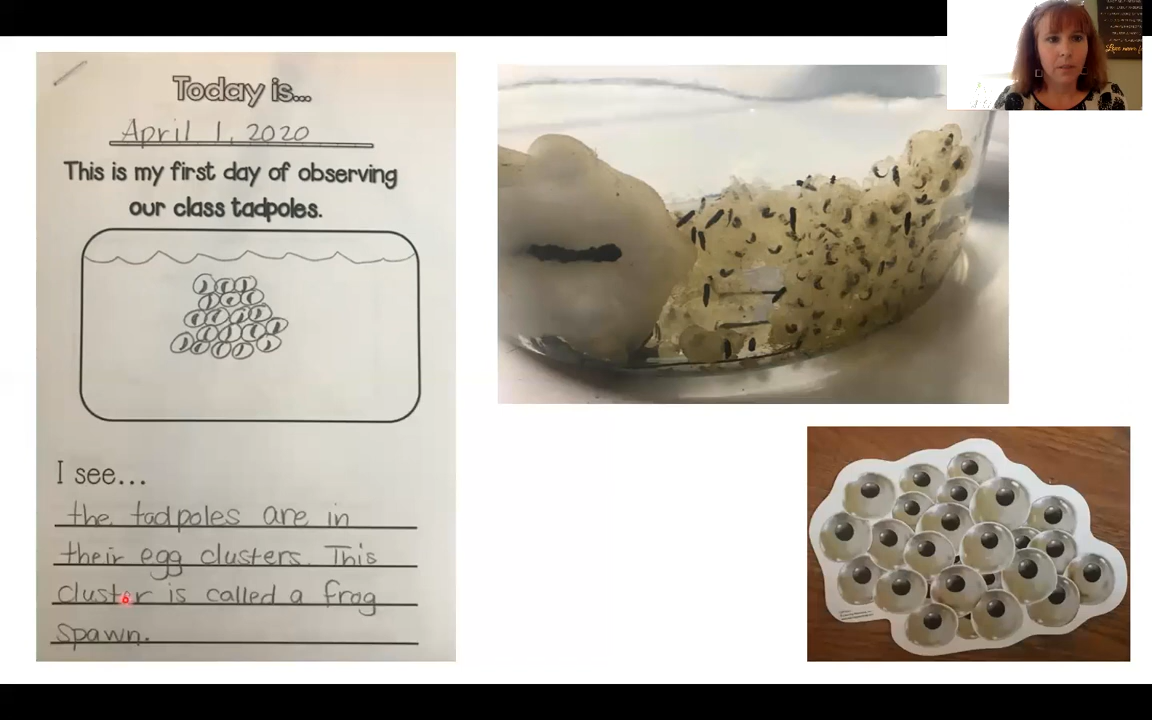 Today is...
April 1, 2020
This is my first day of observing
our class tadpoles.
I see...
the tadpoles are in
their egg clusters. This
cluster is called a frog
spawn.